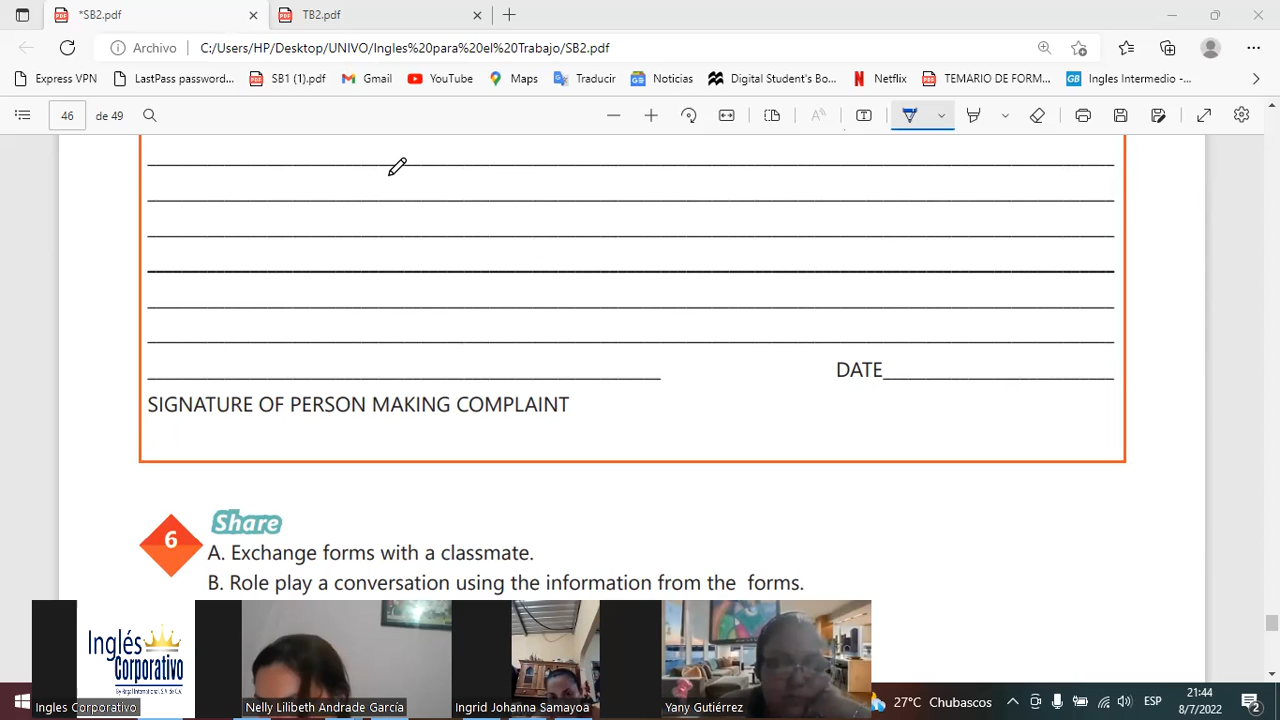 *SB2.pdf
TB2.pdf
Archivo
C:/Users/HP/Desktop/UNIVO/Ingles%20para%20el%20Trabajo/SB2.pdf
Express VPN
LastPass password...
SB1 (1).pdf
Gmail
YouTube
Maps
Traducir
Noticias
Digital Student's Bo...
Netflix
TEMARIO DE FORM...
Ingles Intermedio -...
46 de 49
DATE
SIGNATURE OF PERSON MAKING COMPLAINT
6
Share
A. Exchange forms with a classmate.
B. Role play a conversation using the information from the forms.
Inglés
Corporativo
Ingles Corporativo
Nelly Lilibeth Andrade García
Ingrid Johanna Samayoa
Yany Gutiérrez
27°C Chubascos
ESP
21:44
8/7/2022
2